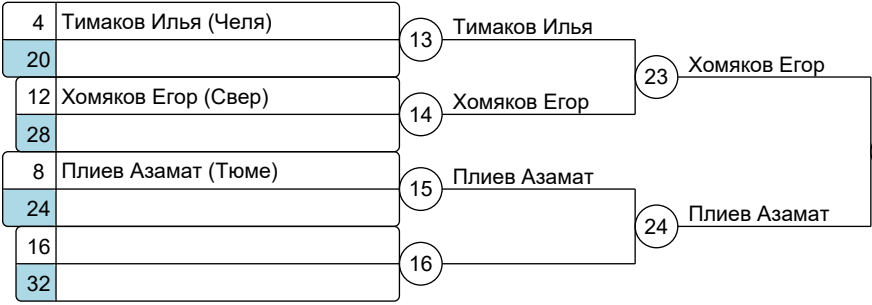 4 Тимаков Илья (Челя)
20
12 Хомяков Егор (Свер)
28
8 Плиев Азамат (Тюме)
24
16
32
13 Тимаков Илья
14 Хомяков Егор
15 Плиев Азамат
16
23 Хомяков Егор
24 Плиев Азамат